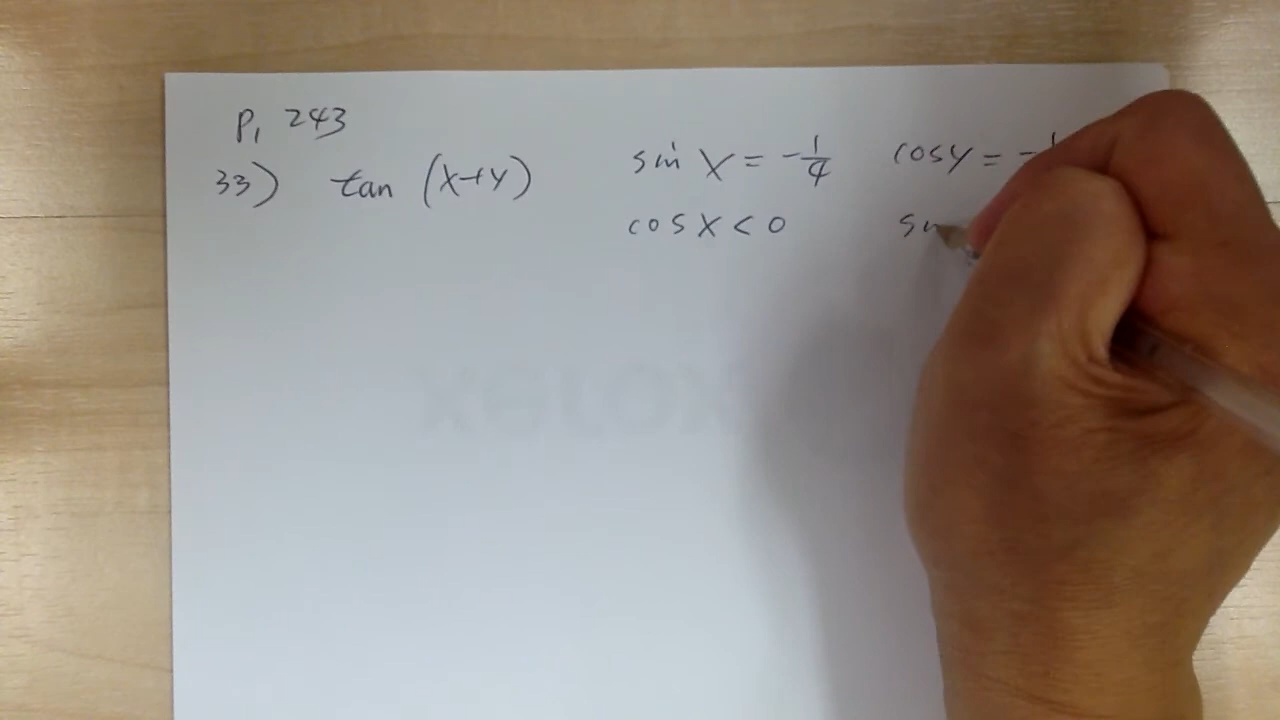 P, 243
33) tan (x+y) sin x = -1/4 cos y = -
cos x < 0